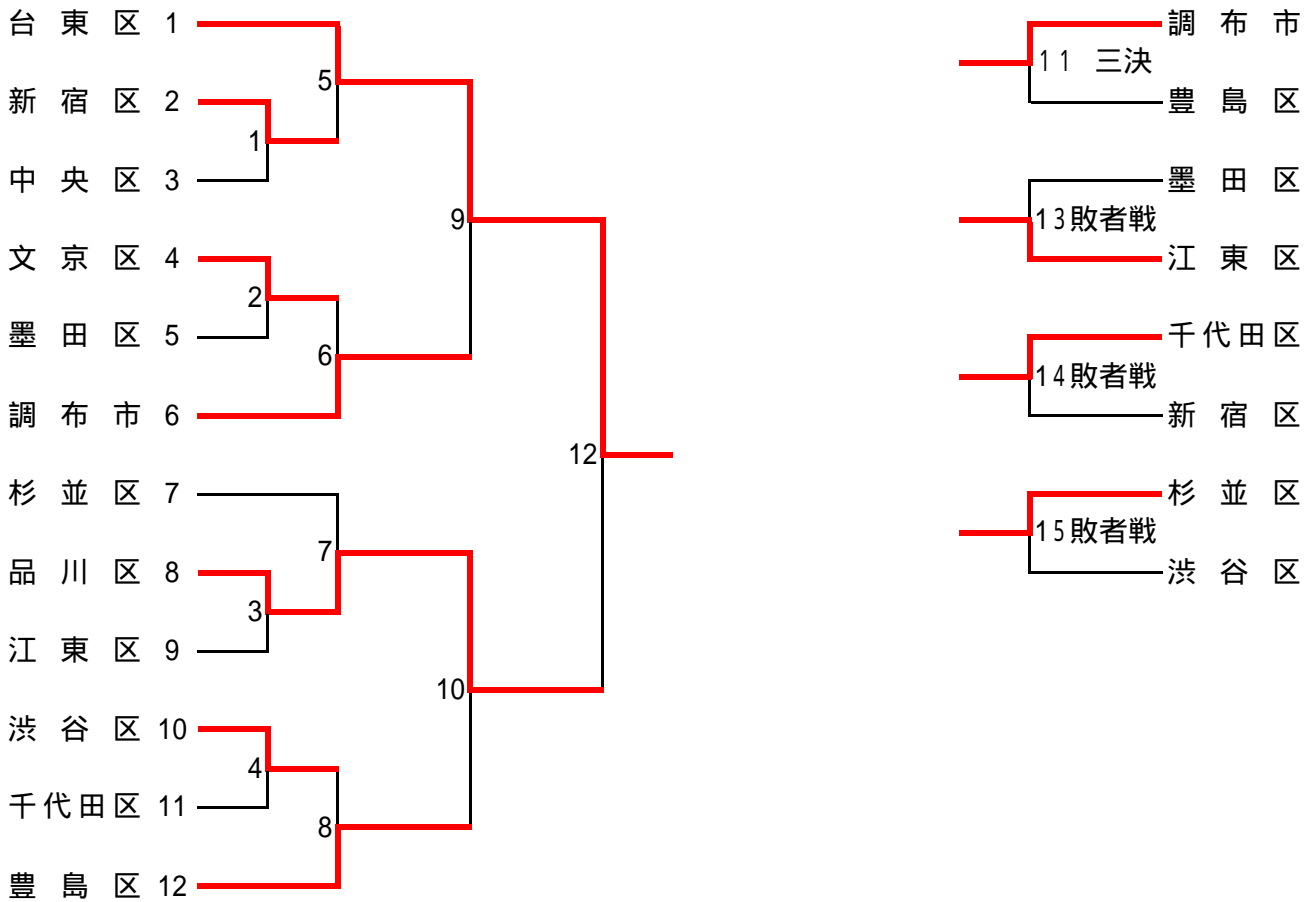 台東区 1
5
新宿区 2
1
中央区 3
9
文京区 4
2
墨田区 5
6
調布市 6
12
杉並区 7
7
品川区 8
3
江東区 9
10
渋谷区 10
4
千代田区 11
8
豊島区 12
調布市
11 三決
豊島区
墨田区
13敗者戦
江東区
千代田区
14敗者戦
新宿区
杉並区
15敗者戦
渋谷区